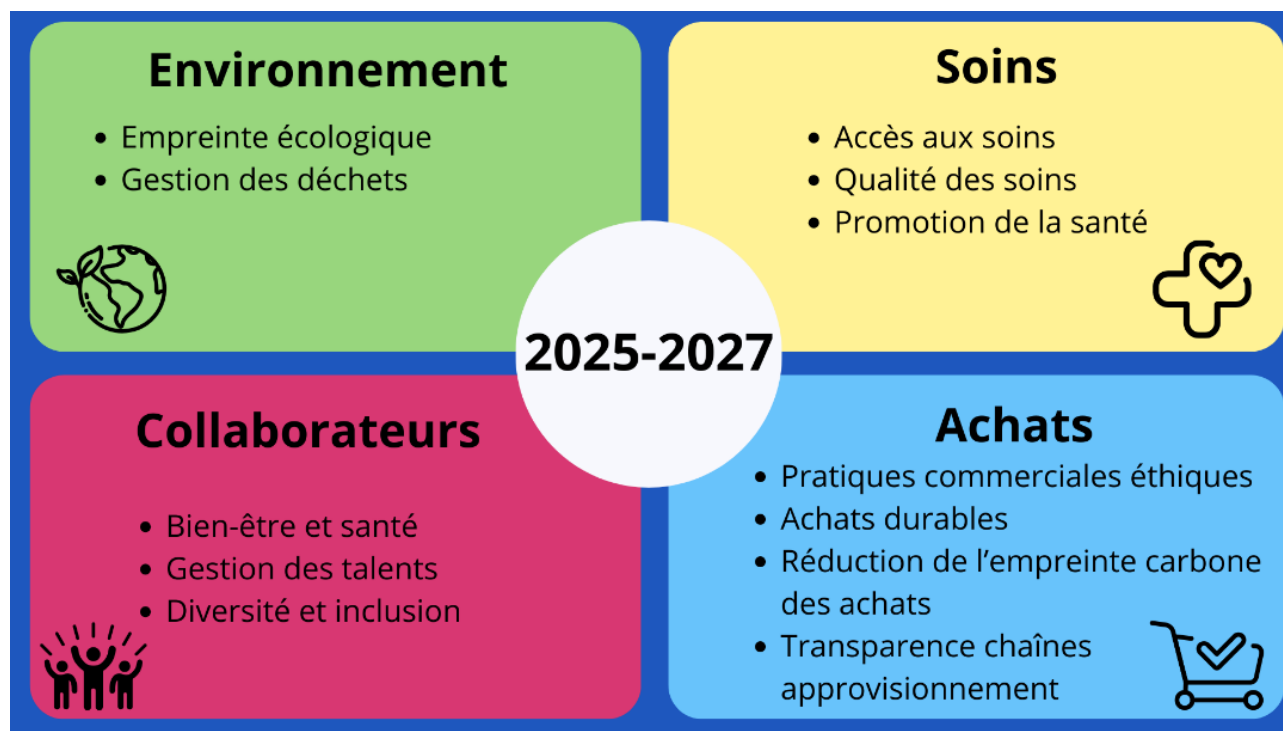 Environnement
• Empreinte écologique
• Gestion des déchets
Soins
• Accès aux soins
• Qualité des soins
• Promotion de la santé
2025-2027
Collaborateurs
• Bien-être et santé
• Gestion des talents
• Diversité et inclusion
Achats
• Pratiques commerciales éthiques
• Achats durables
• Réduction de l’empreinte carbone
des achats
• Transparence chaînes
approvisionnement